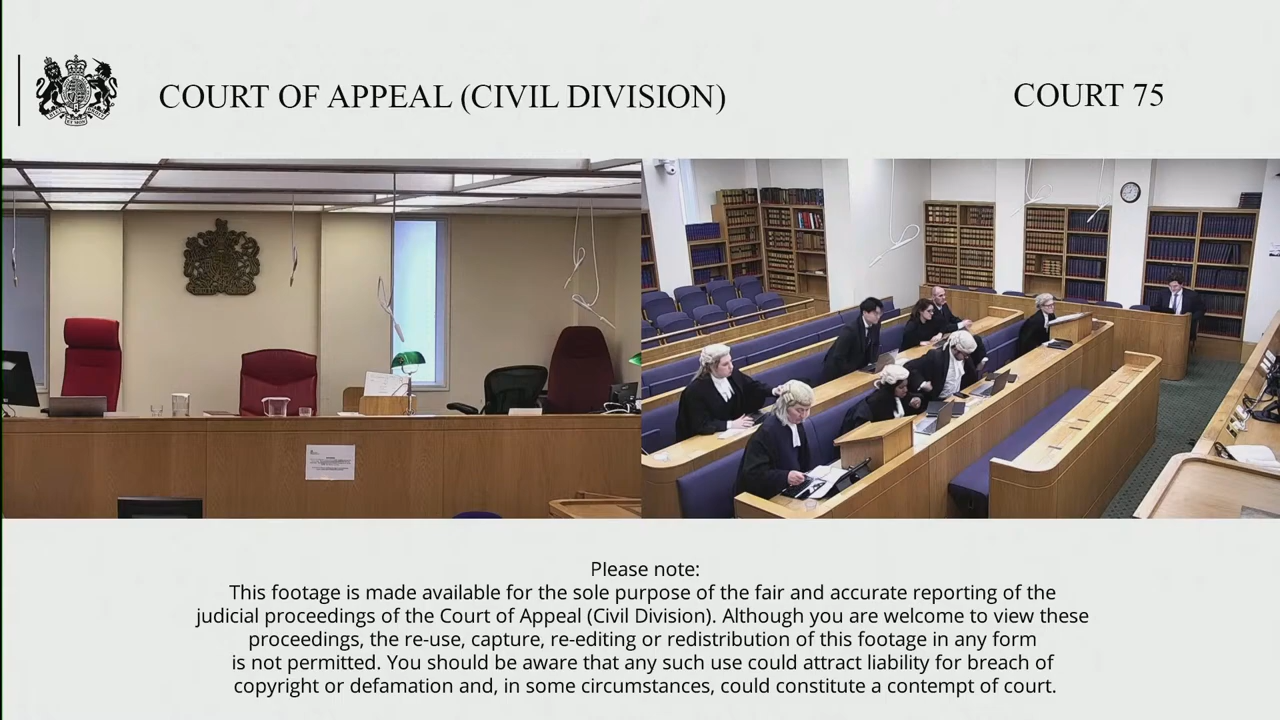 COURT OF APPEAL (CIVIL DIVISION)
COURT 75
Please note:
This footage is made available for the sole purpose of the fair and accurate reporting of the
judicial proceedings of the Court of Appeal (Civil Division). Although you are welcome to view these
proceedings, the re-use, capture, re-editing or redistribution of this footage in any form
is not permitted. You should be aware that any such use could attract liability for breach of
copyright or defamation and, in some circumstances, could constitute a contempt of court.